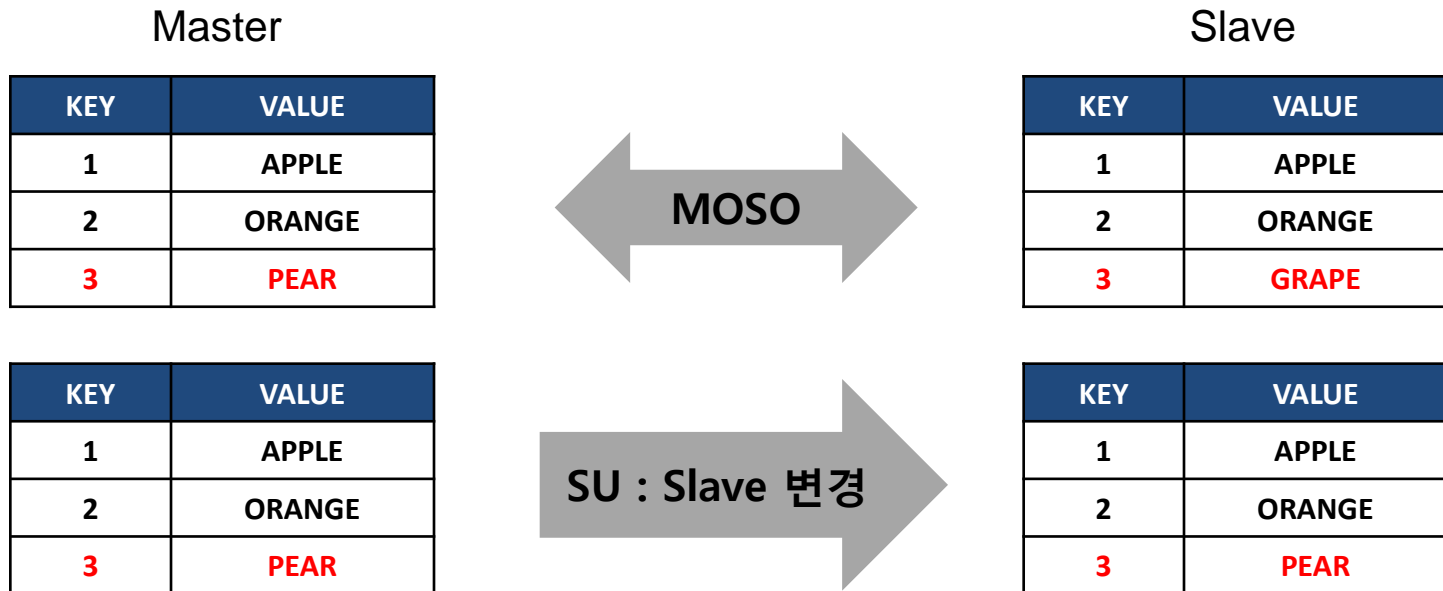 Master Slave
KEY VALUE
1 APPLE
2 ORANGE
3 PEAR
MOSO
KEY VALUE
1 APPLE
2 ORANGE
3 GRAPE
KEY VALUE
1 APPLE
2 ORANGE
3 PEAR
SU : Slave 변경
KEY VALUE
1 APPLE
2 ORANGE
3 PEAR